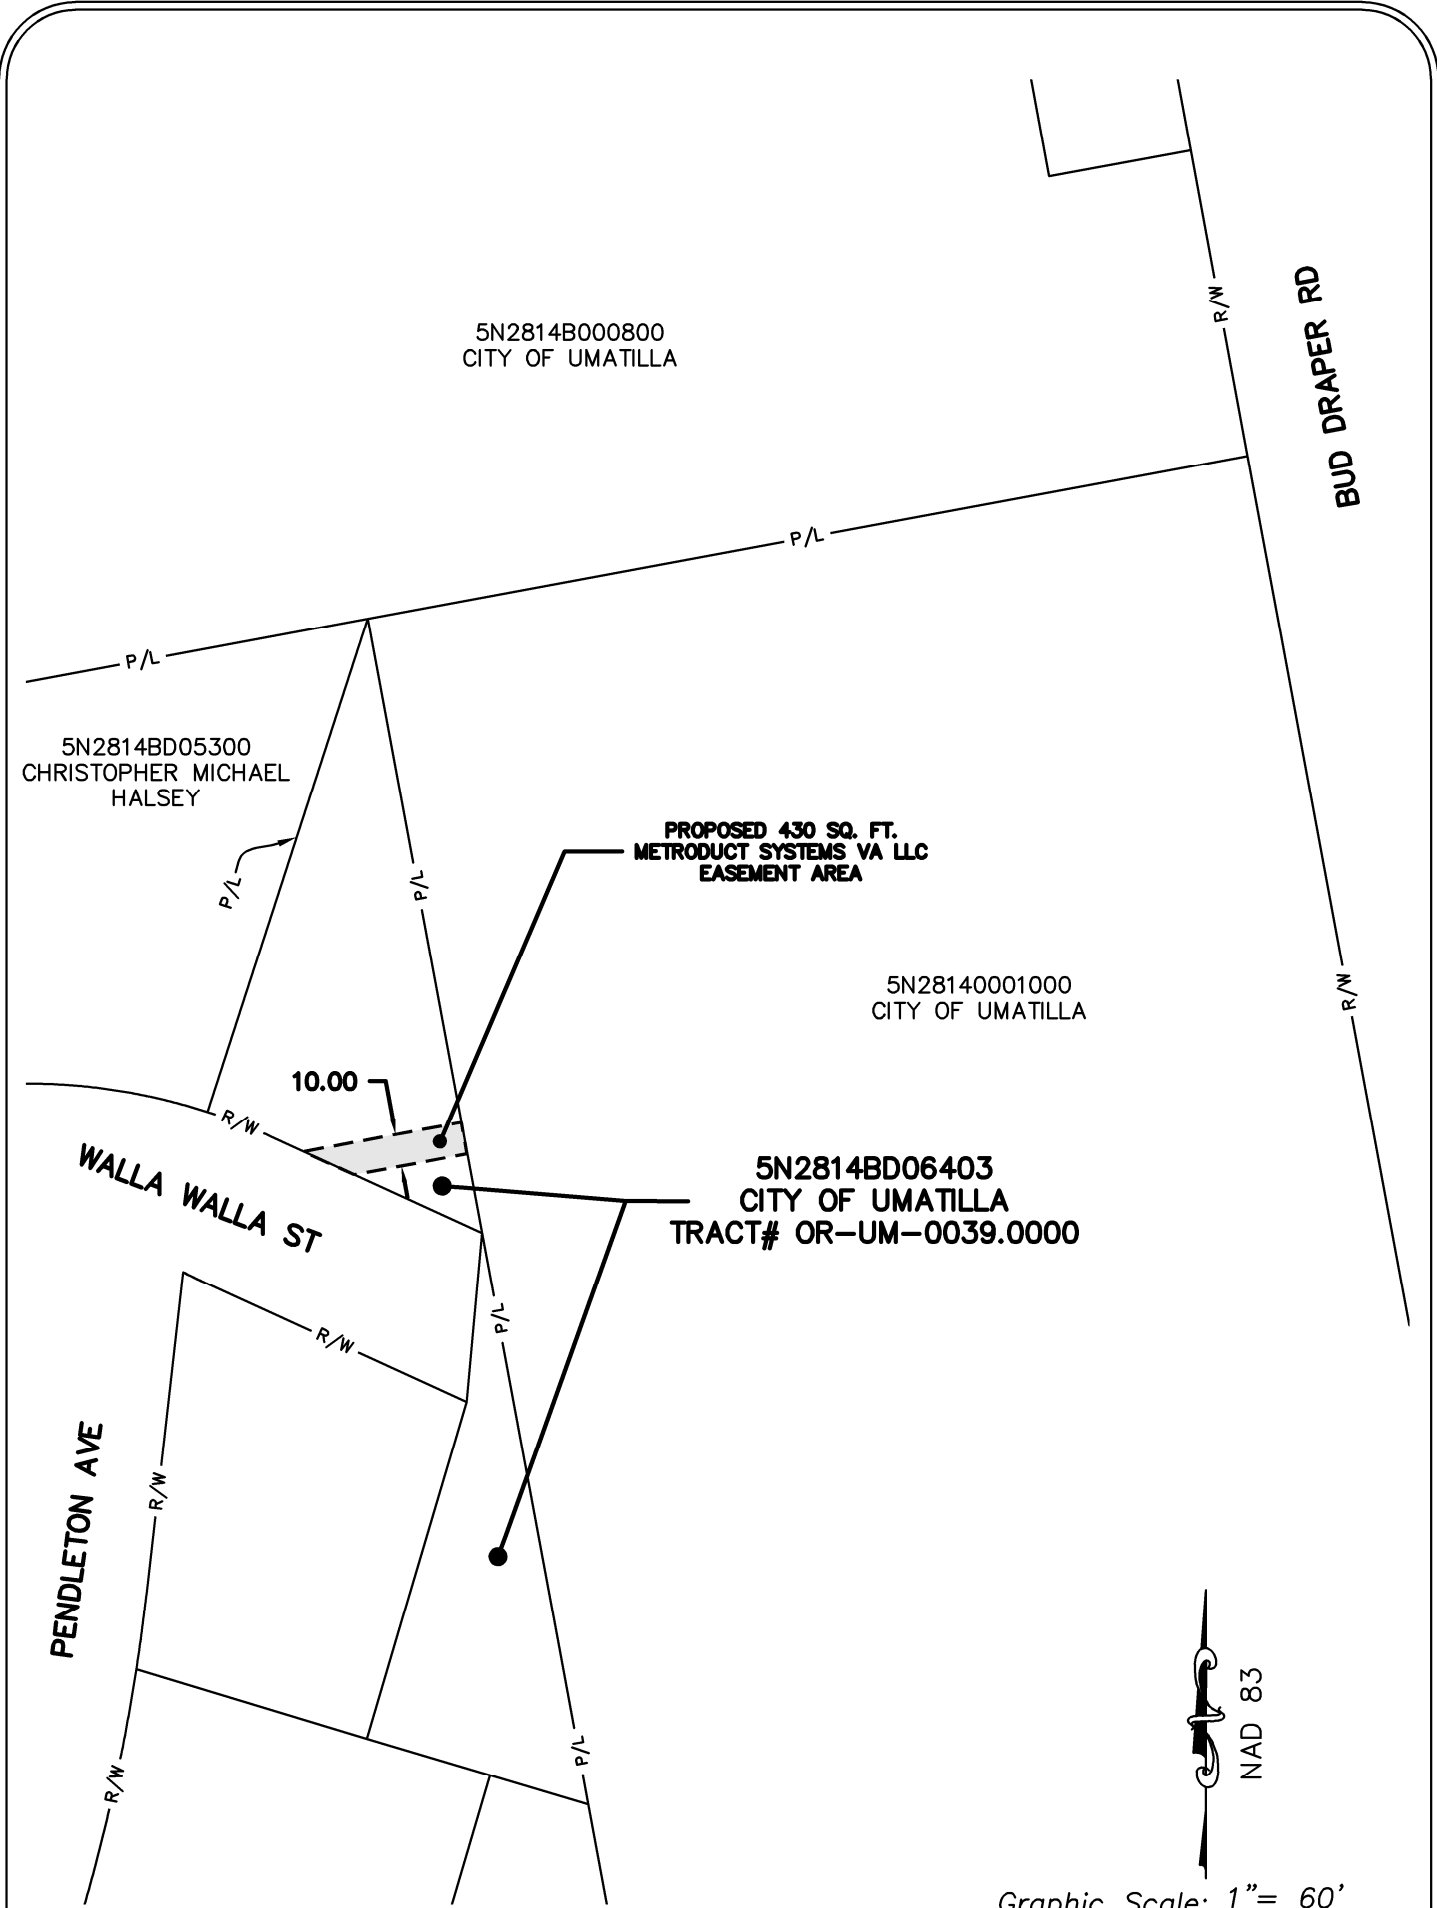 R/W
BUD DRAPER RD
5N2814B000800
CITY OF UMATILLA
P/L
P/L
5N2814BD05300
CHRISTOPHER MICHAEL
HALSEY
P/L
P/L
PROPOSED 430 SQ. FT.
METRODUCT SYSTEMS VA LLC
EASEMENT AREA
5N28140001000
CITY OF UMATILLA
R/W
10.00
R/W
WALLA WALLA ST
5N2814BD06403
CITY OF UMATILLA
TRACT# OR-UM-0039.0000
P/L
R/W
PENDLETON AVE
R/W
P/L
R/W
NAD 83
Graphic Scale: 1"= 60'